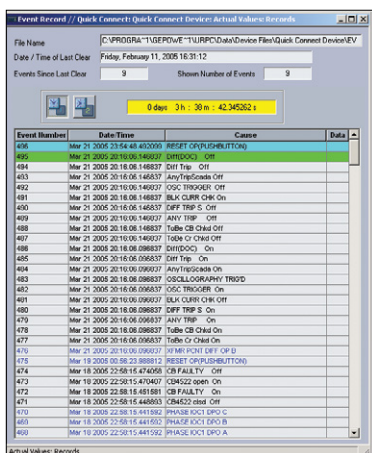 Event Record // Quick Connect: Quick Connect Device: Actual Values: Records
File Name C:\PROGRA~1\GEPOWE~1\URPC\Data\Device Files\Quick Connect Device\EV
Date / Time of Last Clear Friday, February 11, 2005 16:31:12
Events Since Last Clear 9 Shown Number of Events 9
0 days 3 h : 38 m : 42.345262 s
Event Number Date/Time Cause Data
496 Mar 21 2005 23:54:48.492099 RESET OP(PUSHBUTTON)
495 Mar 21 2005 20:16:06.146837 Diff(DOC) Off
494 Mar 21 2005 20:16:06.146837 Diff Trip Off
493 Mar 21 2005 20:16:06.146837 AnyTripScada Off
492 Mar 21 2005 20:16:06.146837 OSC TRIGGER Off
491 Mar 21 2005 20:16:06.146837 BLK CURR CHK On
490 Mar 21 2005 20:16:06.146837 DIFF TRIP S Off
489 Mar 21 2005 20:16:06.146837 ANY TRIP Off
488 Mar 21 2005 20:16:06.146837 ToBe CB Chkd Off
487 Mar 21 2005 20:16:06.146837 ToBe Cr Chkd Off
486 Mar 21 2005 20:16:06.096837 Diff(DOC) On
485 Mar 21 2005 20:16:06.096837 Diff Trip On
484 Mar 21 2005 20:16:06.096837 AnyTripScada On
483 Mar 21 2005 20:16:06.096837 OSCILLOGRAPHY TRIG'D
482 Mar 21 2005 20:16:06.096837 OSC TRIGGER On
481 Mar 21 2005 20:16:06.096837 BLK CURR CHK Off
480 Mar 21 2005 20:16:06.096837 DIFF TRIP S On
479 Mar 21 2005 20:16:06.096837 ANY TRIP On
478 Mar 21 2005 20:16:06.096837 ToBe CB Chkd On
477 Mar 21 2005 20:16:06.096837 ToBe Cr Chkd On
476 Mar 21 2005 20:16:06.096837 XFMR PCNT DIFF OP B
475 Mar 19 2005 00:56:23.988812 RESET OP(PUSHBUTTON)
474 Mar 18 2005 22:58:15.474058 CB FAULTY Off
473 Mar 18 2005 22:58:15.470407 CB4522 open On
472 Mar 18 2005 22:58:15.451581 CB FAULTY On
471 Mar 18 2005 22:58:15.448893 CB4522 clsd Off
470 Mar 18 2005 22:58:15.441592 PHASE IOC1 DPO C
469 Mar 18 2005 22:58:15.441592 PHASE IOC1 DPO B
468 Mar 18 2005 22:58:15.441592 PHASE IOC1 DPO A
Actual Values: Records